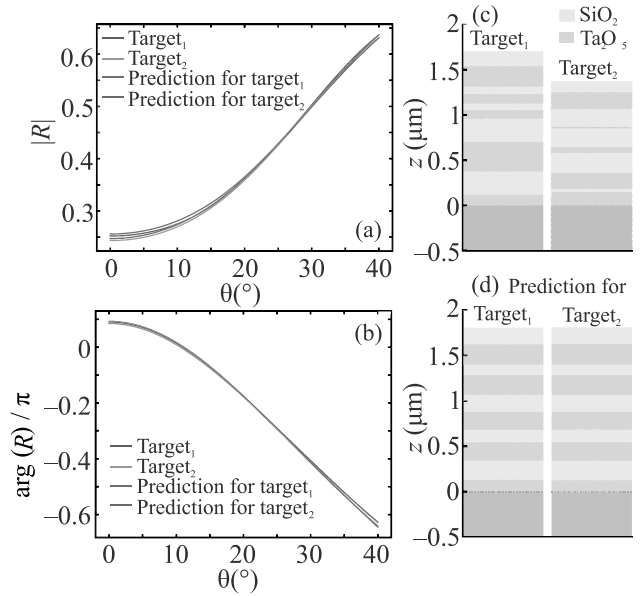 0.6
0.5
0.4
0.3
|R|
Target₁
Target₂
Prediction for target₁
Prediction for target₂
(a)
0 10 20 30 40
θ(°)
0
−0.2
−0.4
−0.6
arg (R) / π
(b)
Target₁
Target₂
Prediction for target₁
Prediction for target₂
0 10 20 30 40
θ(°)
(c)
SiO₂
Ta₂O₅
Target₁
Target₂
2
1.5
1
0.5
0
−0.5
z (μm)
(d) Prediction for
Target₁ Target₂
2
1.5
1
0.5
0
−0.5
z (μm)